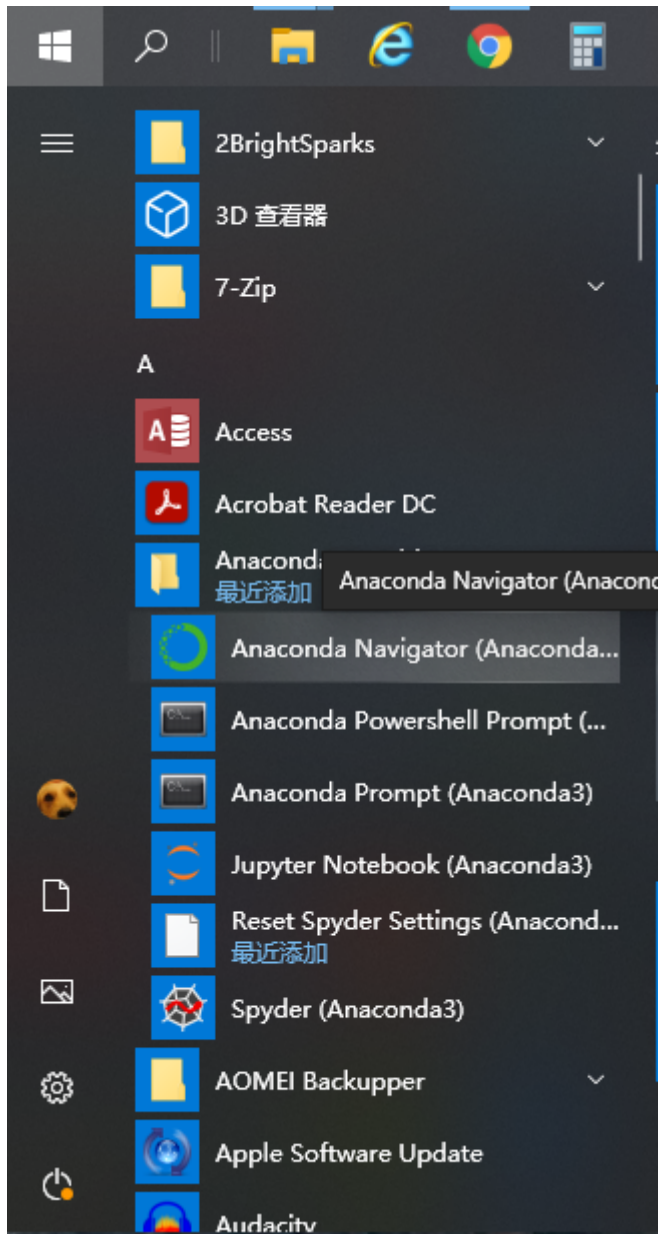 2BrightSparks
3D 查看器
7-Zip
A
Access
Acrobat Reader DC
最近添加
Anaconda Navigator (Anacond
Anaconda Navigator (Anaconda...
Anaconda Powershell Prompt (...
Anaconda Prompt (Anaconda3)
Jupyter Notebook (Anaconda3)
Reset Spyder Settings (Anacond...
最近添加
Spyder (Anaconda3)
AOMEI Backupper
Apple Software Update
Audacity